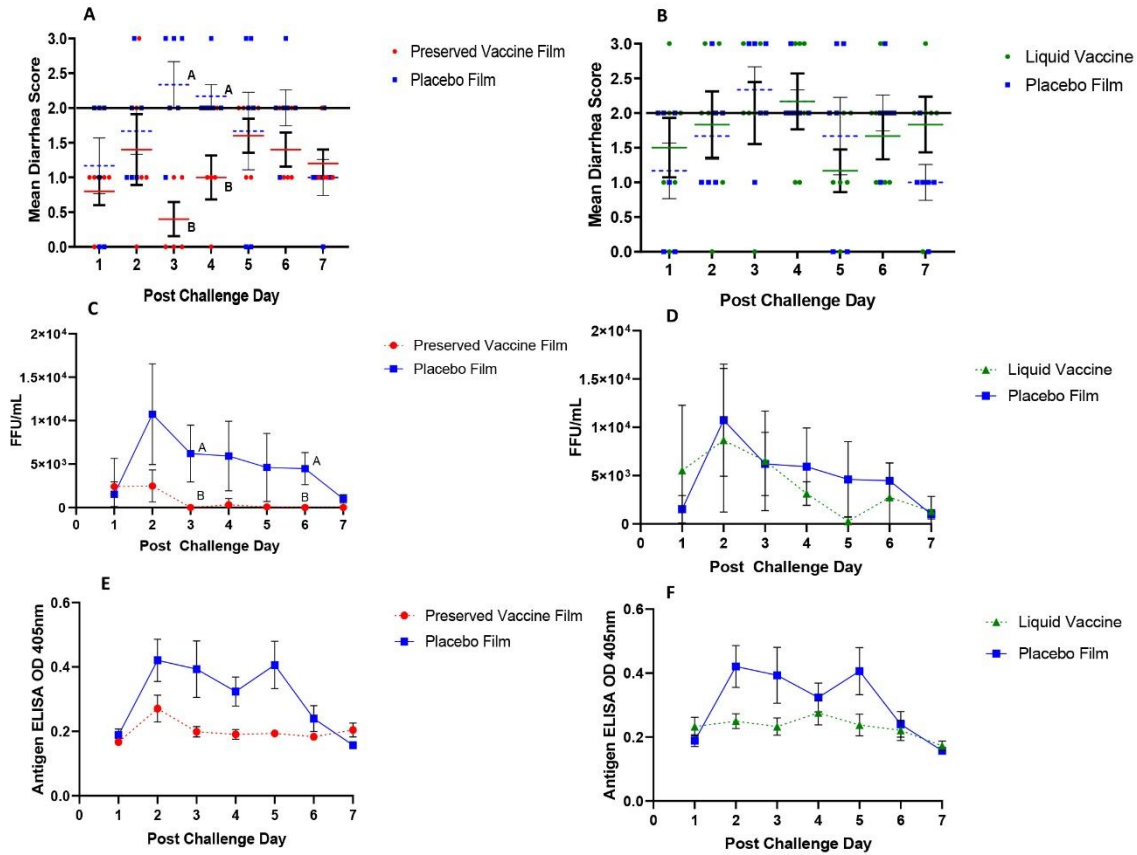 A
Mean Diarrhea Score
3.0
2.5
2.0
1.5
1.0
0.5
0.0
A
A
B
B
1 2 3 4 5 6 7
Post Challenge Day
Preserved Vaccine Film
Placebo Film
B
Mean Diarrhea Score
3.0
2.5
2.0
1.5
1.0
0.5
0.0
1 2 3 4 5 6 7
Post Challenge Day
Liquid Vaccine
Placebo Film
C
FFU/mL
2×10⁴
1.5×10⁴
1×10⁴
5×10³
0
A
A
B
B
0 1 2 3 4 5 6 7
Post Challenge Day
Preserved Vaccine Film
Placebo Film
D
FFU/mL
2×10⁴
1.5×10⁴
1×10⁴
5×10³
0
0 1 2 3 4 5 6 7
Post Challenge Day
Liquid Vaccine
Placebo Film
E
Antigen ELISA OD 405nm
0.6
0.4
0.2
0.0
0 1 2 3 4 5 6 7
Post Challenge Day
Preserved Vaccine Film
Placebo Film
F
Antigen ELISA OD 405nm
0.6
0.4
0.2
0.0
0 1 2 3 4 5 6 7
Post Challenge Day
Liquid Vaccine
Placebo Film